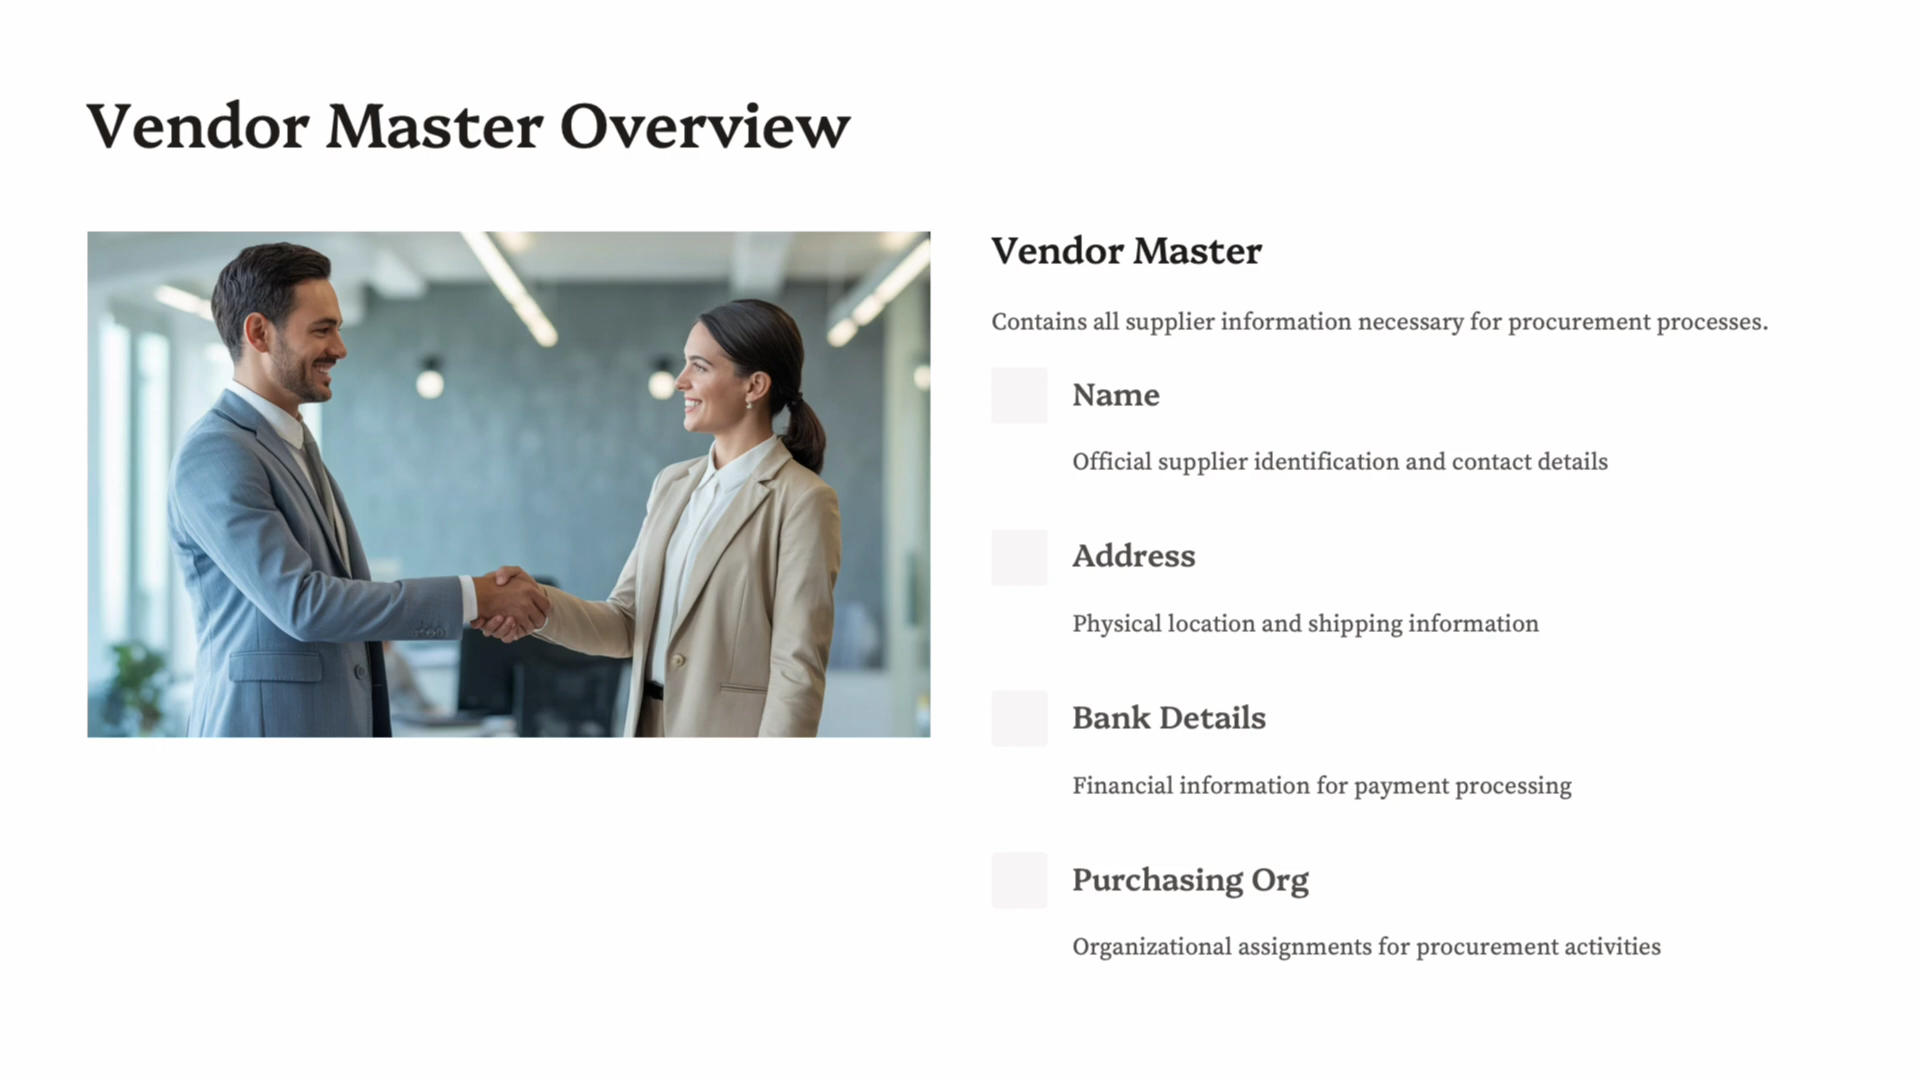 Vendor Master Overview
Vendor Master
Contains all supplier information necessary for procurement processes.
Name
Official supplier identification and contact details
Address
Physical location and shipping information
Bank Details
Financial information for payment processing
Purchasing Org
Organizational assignments for procurement activities